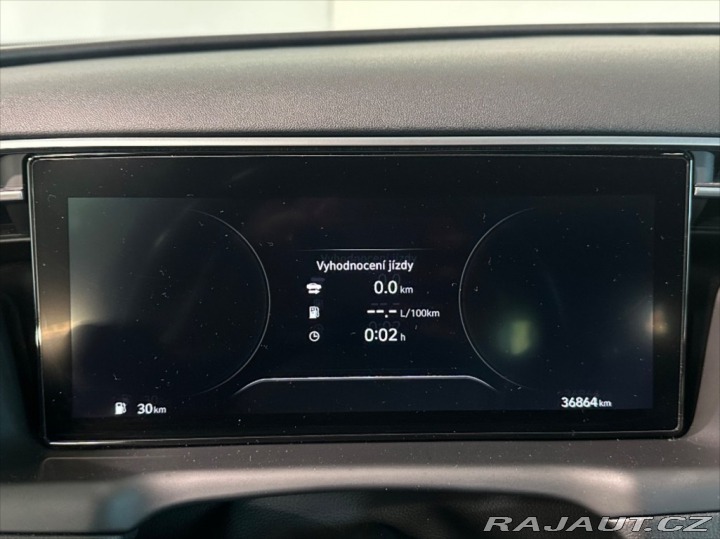 Vyhodnocení jízdy
0.0 km
--.- L/100km
0:02 h
30 km
36864 km
RAJAUT.CZ